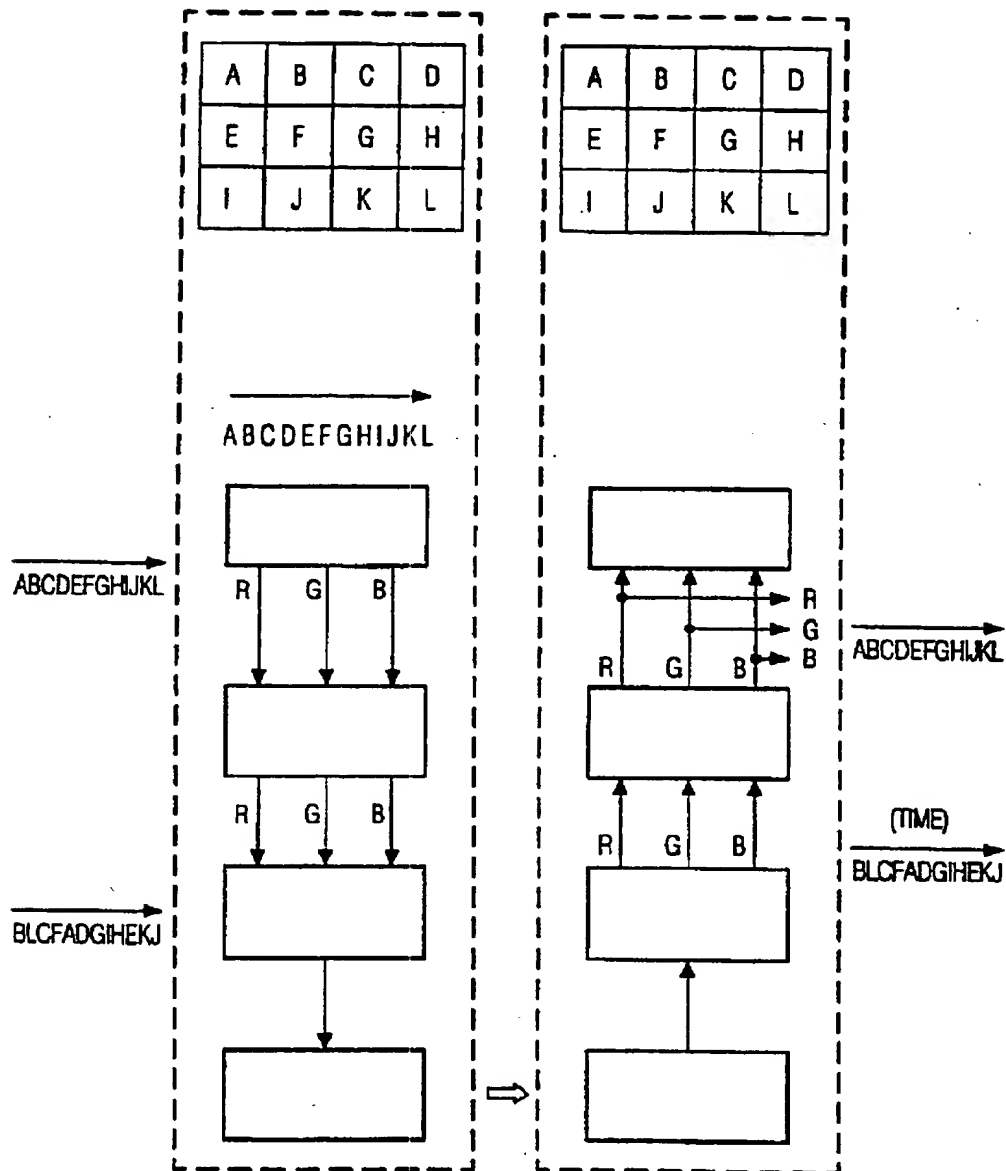 A B C D
E F G H
I J K L
A B C D
E F G H
I J K L
ABCDEFGHIJKL
ABCDEFGHIJKL
R G B
R
G
B
R G B
ABCDEFGHIJKL
R G B
R G B
(TIME)
BLCFADGIHEKJ
BLCFADGIHEKJ